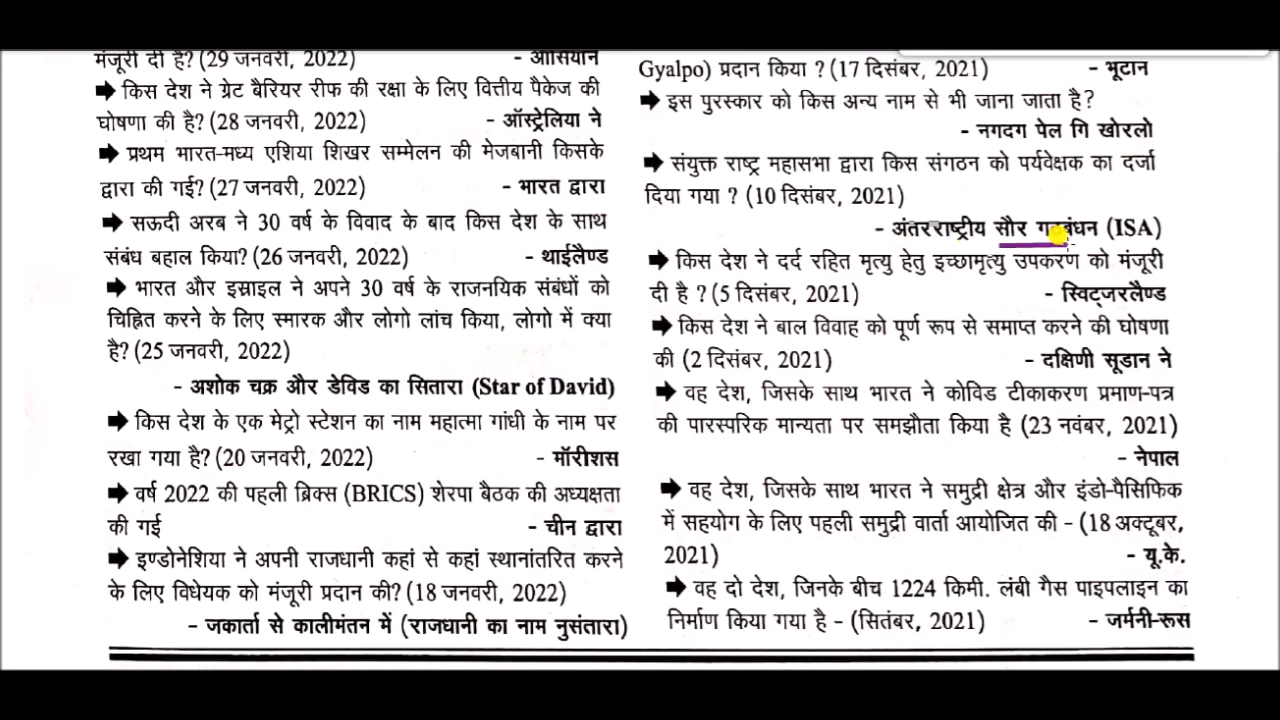 मंजूरी दी है? (29 जनवरी, 2022) - आसियान
➡ किस देश ने ग्रेट बैरियर रीफ की रक्षा के लिए वित्तीय पैकेज की
घोषणा की है? (28 जनवरी, 2022) - ऑस्ट्रेलिया ने
➡ प्रथम भारत-मध्य एशिया शिखर सम्मेलन की मेजबानी किसके
द्वारा की गई? (27 जनवरी, 2022) - भारत द्वारा
➡ सऊदी अरब ने 30 वर्ष के विवाद के बाद किस देश के साथ
संबंध बहाल किया? (26 जनवरी, 2022) - थाईलैण्ड
➡ भारत और इस्राइल ने अपने 30 वर्ष के राजनयिक संबंधों को
चिह्नित करने के लिए स्मारक और लोगो लांच किया, लोगो में क्या
है? (25 जनवरी, 2022)
- अशोक चक्र और डेविड का सितारा (Star of David)
➡ किस देश के एक मेट्रो स्टेशन का नाम महात्मा गांधी के नाम पर
रखा गया है? (20 जनवरी, 2022) - मॉरीशस
➡ वर्ष 2022 की पहली ब्रिक्स (BRICS) शेरपा बैठक की अध्यक्षता
की गई - चीन द्वारा
➡ इण्डोनेशिया ने अपनी राजधानी कहां से कहां स्थानांतरित करने
के लिए विधेयक को मंजूरी प्रदान की? (18 जनवरी, 2022)
- जकार्ता से कालीमंतन में (राजधानी का नाम नुसंतारा)
Gyalpo) प्रदान किया ? (17 दिसंबर, 2021) - भूटान
➡ इस पुरस्कार को किस अन्य नाम से भी जाना जाता है?
- नगदग पेल गि खोरलो
➡ संयुक्त राष्ट्र महासभा द्वारा किस संगठन को पर्यवेक्षक का दर्जा
दिया गया ? (10 दिसंबर, 2021)
- अंतरराष्ट्रीय सौर गठबंधन (ISA)
➡ किस देश ने दर्द रहित मृत्यु हेतु इच्छामृत्यु उपकरण को मंजूरी
दी है ? (5 दिसंबर, 2021) - स्विट्जरलैण्ड
➡ किस देश ने बाल विवाह को पूर्ण रूप से समाप्त करने की घोषणा
की (2 दिसंबर, 2021) - दक्षिणी सूडान ने
➡ वह देश, जिसके साथ भारत ने कोविड टीकाकरण प्रमाण-पत्र
की पारस्परिक मान्यता पर समझौता किया है (23 नवंबर, 2021)
- नेपाल
➡ वह देश, जिसके साथ भारत ने समुद्री क्षेत्र और इंडो-पैसिफिक
में सहयोग के लिए पहली समुद्री वार्ता आयोजित की - (18 अक्टूबर,
2021) - यू.के.
➡ वह दो देश, जिनके बीच 1224 किमी. लंबी गैस पाइपलाइन का
निर्माण किया गया है - (सितंबर, 2021) - जर्मनी-रूस